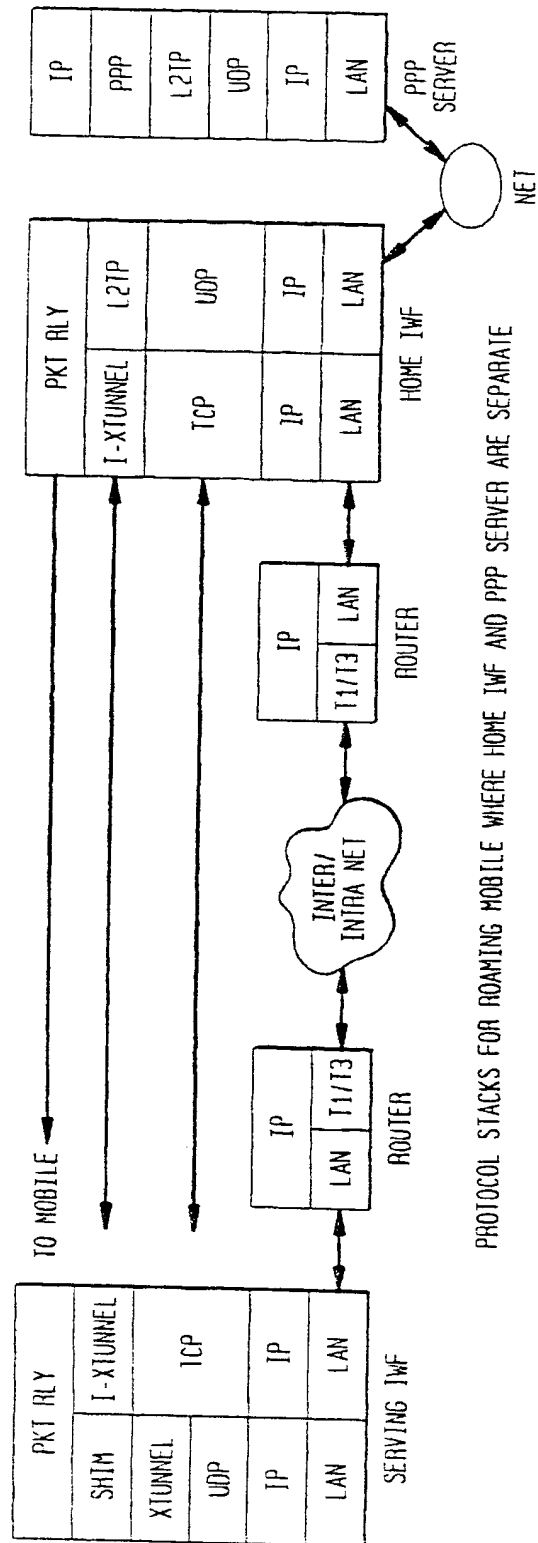 PKT RLY
SHIM
I-XTUNNEL
XTUNNEL
TCP
UDP
IP
IP
LAN
LAN
SERVING IWF
TO MOBILE
IP
LAN
T1/T3
ROUTER
INTER/
INTRA NET
IP
T1/T3
LAN
ROUTER
PKT RLY
I-XTUNNEL
L2TP
TCP
UDP
IP
IP
LAN
LAN
HOME IWF
IP
PPP
L2TP
UDP
IP
LAN
PPP
SERVER
NET
PROTOCOL STACKS FOR ROAMING MOBILE WHERE HOME IWF AND PPP SERVER ARE SEPARATE